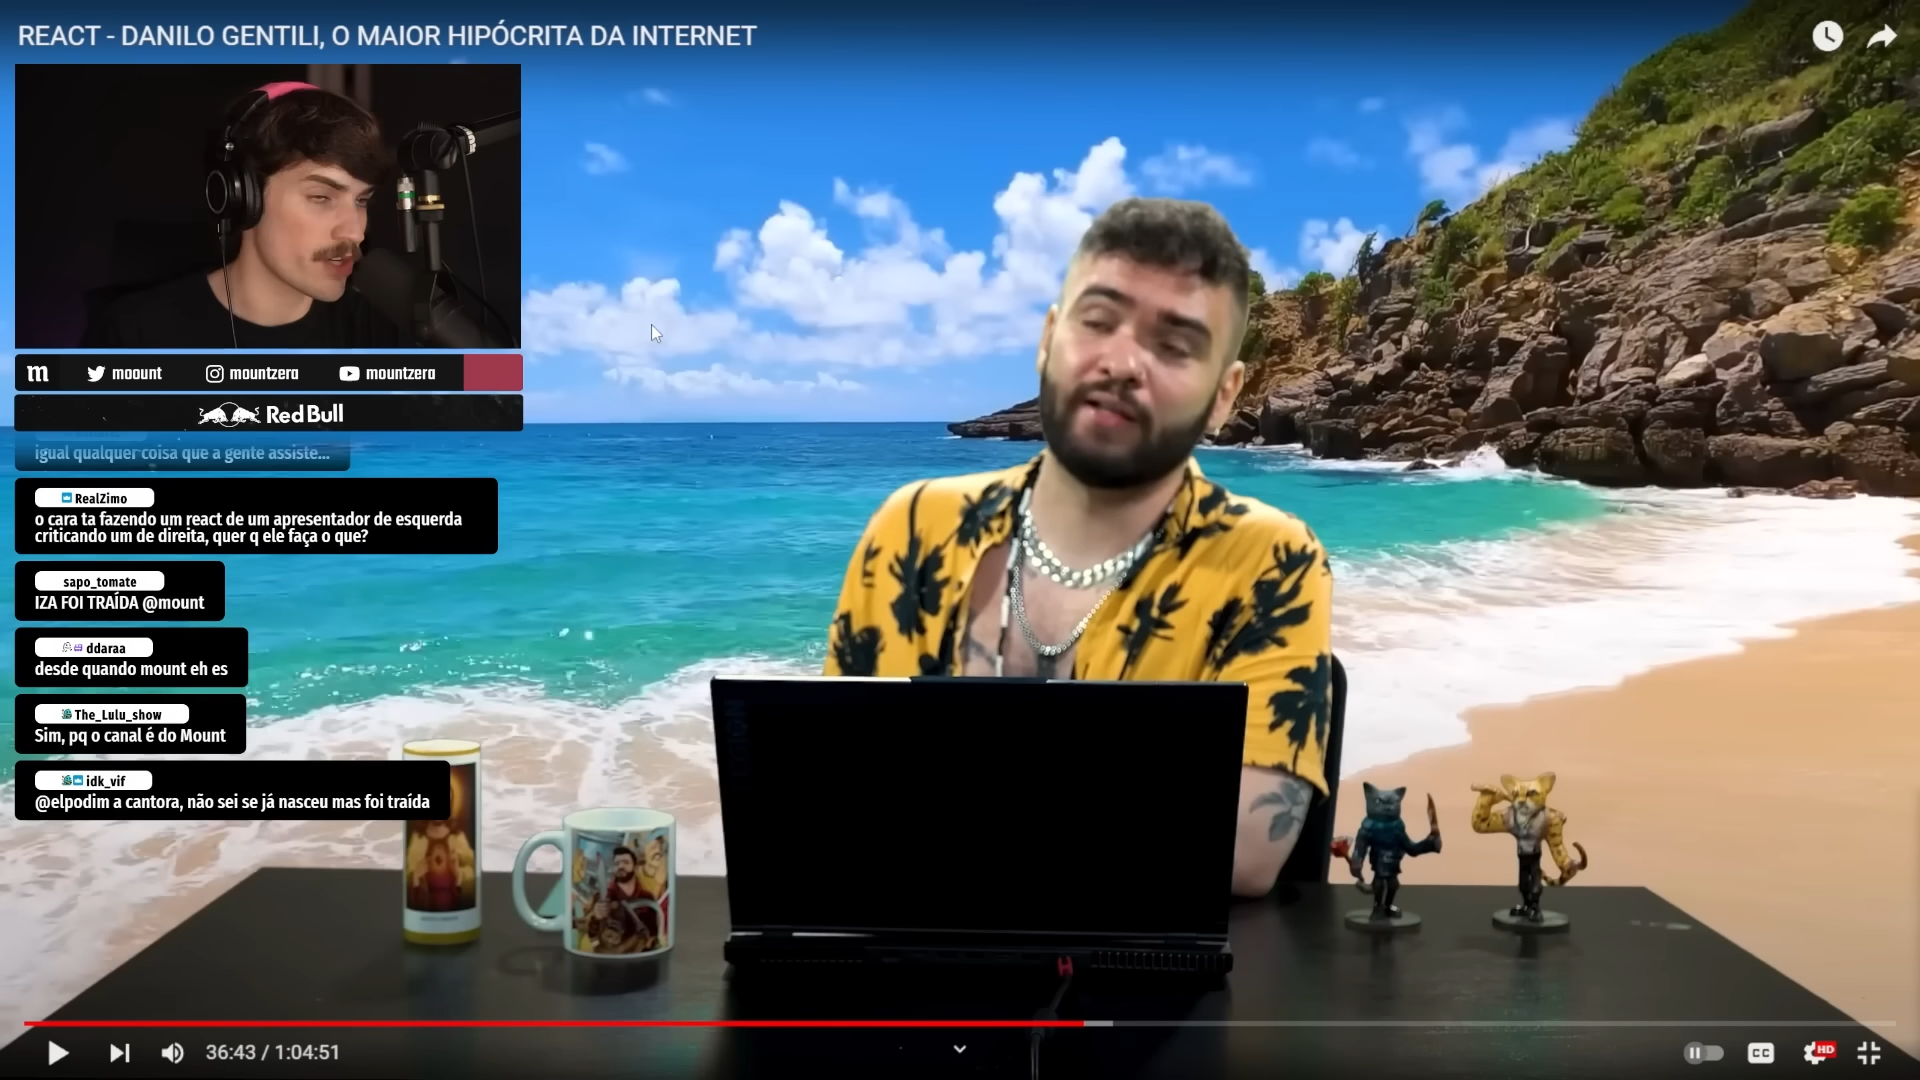 REACT - DANILO GENTILI, O MAIOR HIPÓCRITA DA INTERNET
m moount mountzera mountzera
Red Bull
igual qualquer coisa que a gente assiste...
RealZimo
o cara ta fazendo um react de um apresentador de esquerda
criticando um de direita, quer q ele faça o que?
sapo_tomate
IZA FOI TRAÍDA @mount
ddaraa
desde quando mount eh es
The_Lulu_show
Sim, pq o canal é do Mount
idk_vif
@elpodim a cantora, não sei se já nasceu mas foi traída
36:43 / 1:04:51
CC
HD